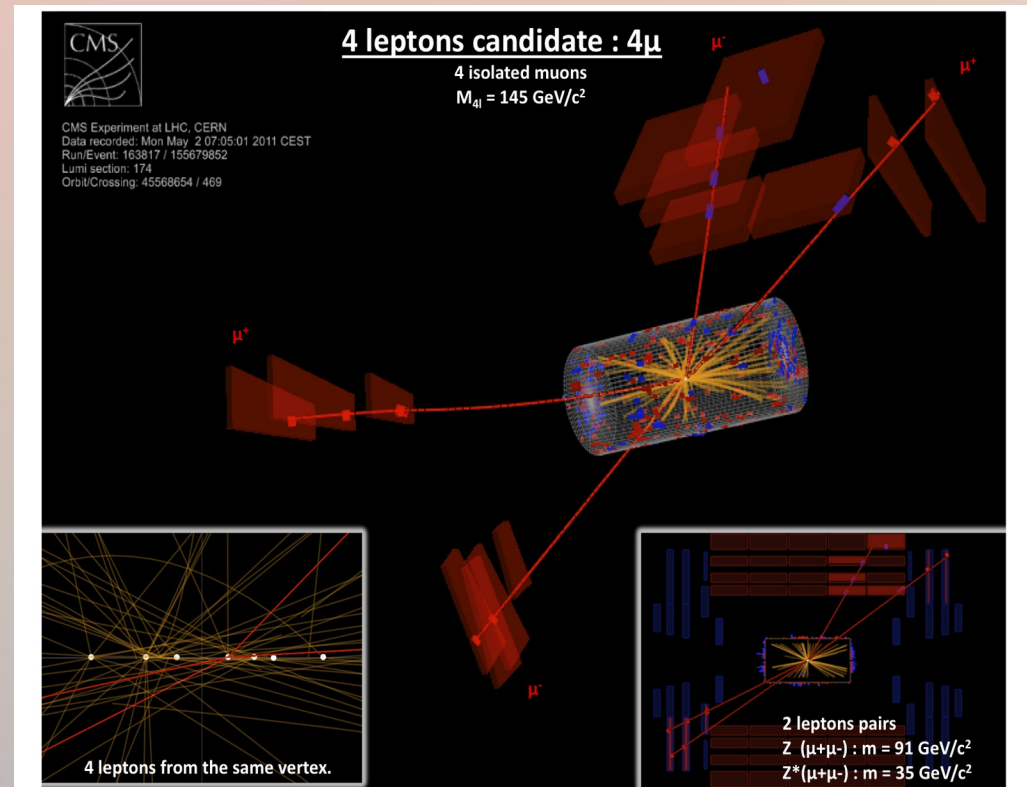 CMS
4 leptons candidate : 4μ
4 isolated muons
M4l = 145 GeV/c²
CMS Experiment at LHC, CERN
Data recorded: Mon May 2 07:05:01 2011 CEST
Run/Event: 163817 / 155679852
Lumi section: 174
Orbit/Crossing: 45568654 / 469
μ⁻
μ⁺
μ⁺
μ⁻
4 leptons from the same vertex.
2 leptons pairs
Z (μ+μ-) : m = 91 GeV/c²
Z*(μ+μ-) : m = 35 GeV/c²